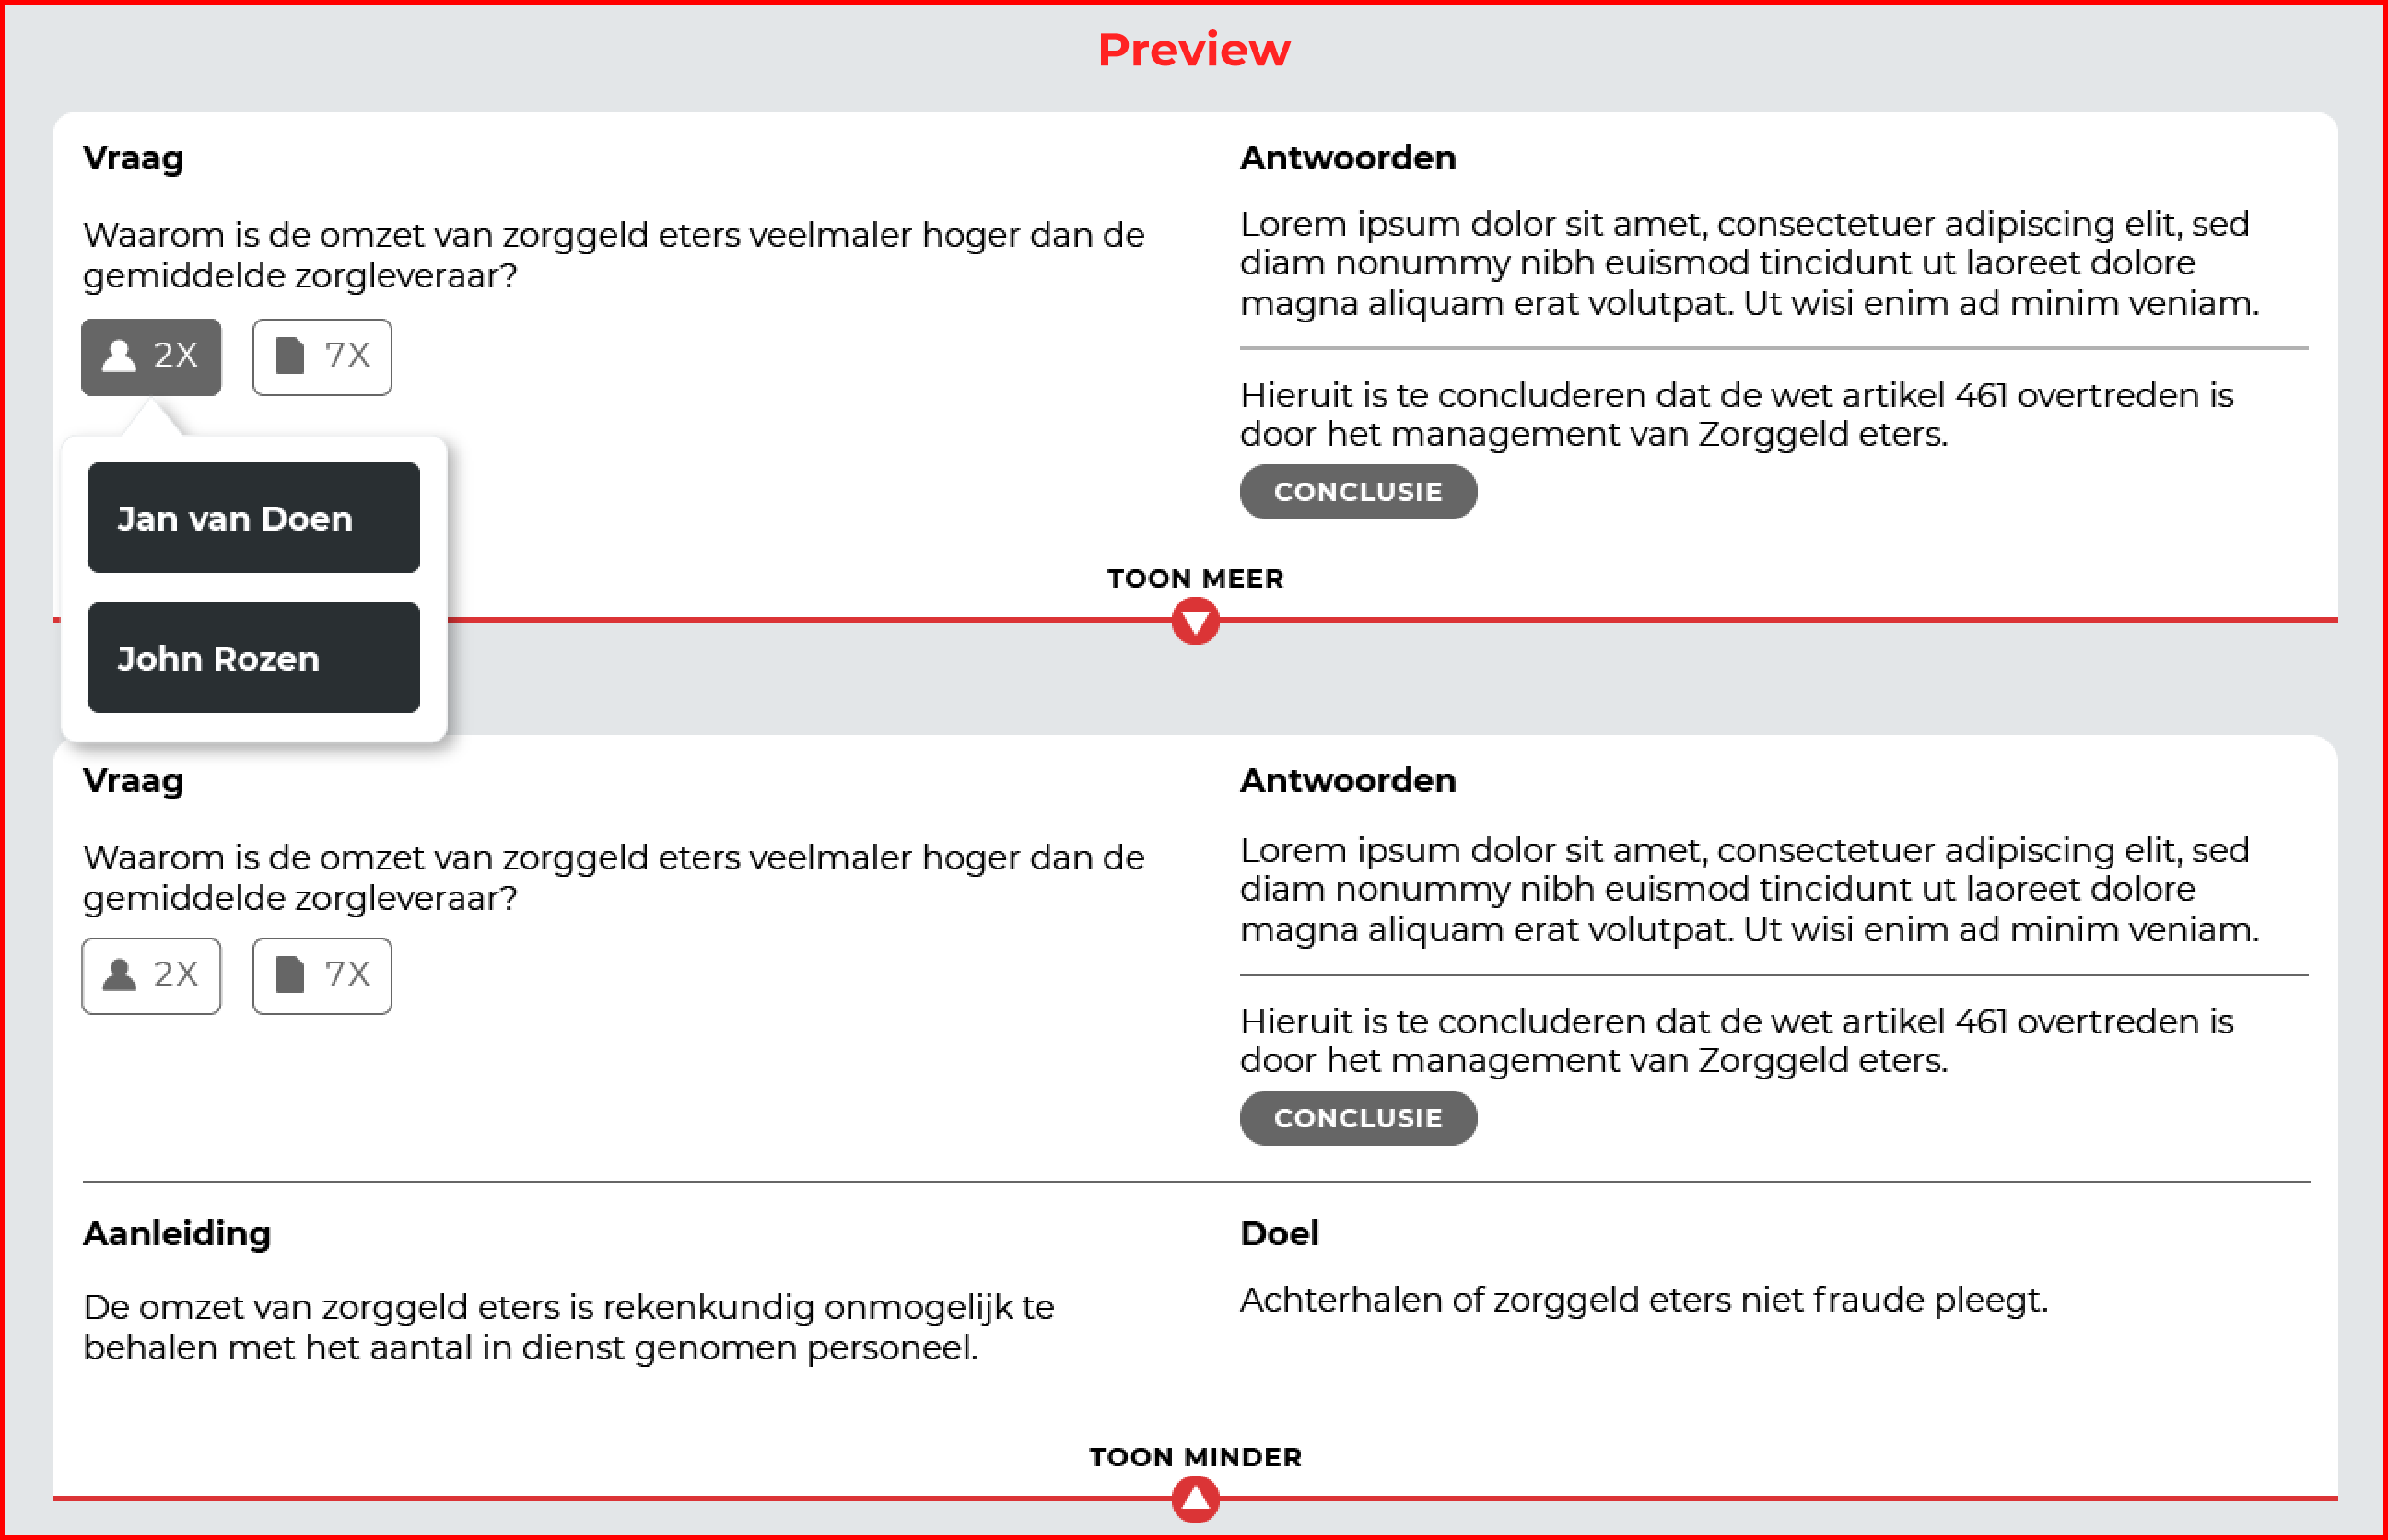 Preview
Vraag
Waarom is de omzet van zorggeld eters veelmaler hoger dan de
gemiddelde zorgleveraar?
2X
7X
Jan van Doen
John Rozen
Antwoorden
Lorem ipsum dolor sit amet, consectetuer adipiscing elit, sed
diam nonummy nibh euismod tincidunt ut laoreet dolore
magna aliquam erat volutpat. Ut wisi enim ad minim veniam.
Hieruit is te concluderen dat de wet artikel 461 overtreden is
door het management van Zorggeld eters.
CONCLUSIE
TOON MEER
Vraag
Waarom is de omzet van zorggeld eters veelmaler hoger dan de
gemiddelde zorgleveraar?
2X
7X
Antwoorden
Lorem ipsum dolor sit amet, consectetuer adipiscing elit, sed
diam nonummy nibh euismod tincidunt ut laoreet dolore
magna aliquam erat volutpat. Ut wisi enim ad minim veniam.
Hieruit is te concluderen dat de wet artikel 461 overtreden is
door het management van Zorggeld eters.
CONCLUSIE
Aanleiding
De omzet van zorggeld eters is rekenkundig onmogelijk te
behalen met het aantal in dienst genomen personeel.
Doel
Achterhalen of zorggeld eters niet fraude pleegt.
TOON MINDER